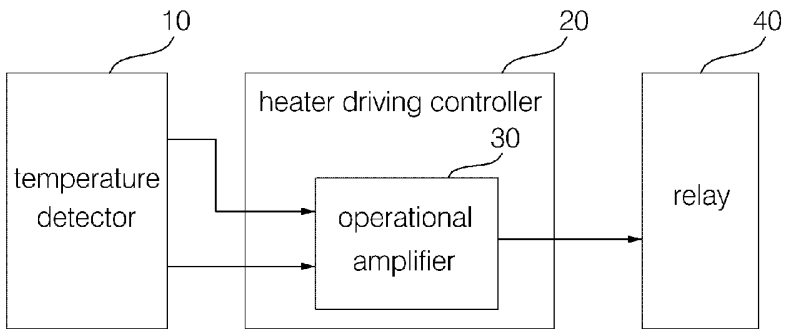 10
20
40
heater driving controller
30
temperature
detector
operational
amplifier
relay